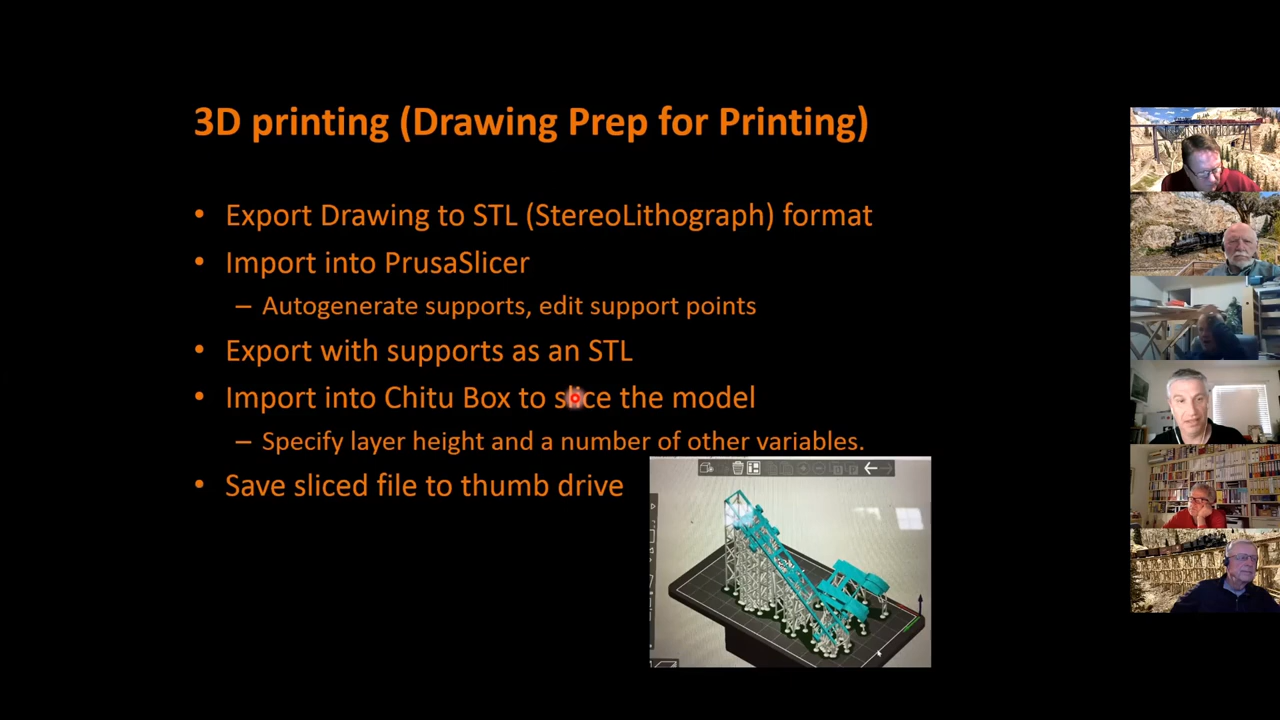 3D printing (Drawing Prep for Printing)
• Export Drawing to STL (StereoLithograph) format
• Import into PrusaSlicer
– Autogenerate supports, edit support points
• Export with supports as an STL
• Import into Chitu Box to slice the model
– Specify layer height and a number of other variables.
• Save sliced file to thumb drive